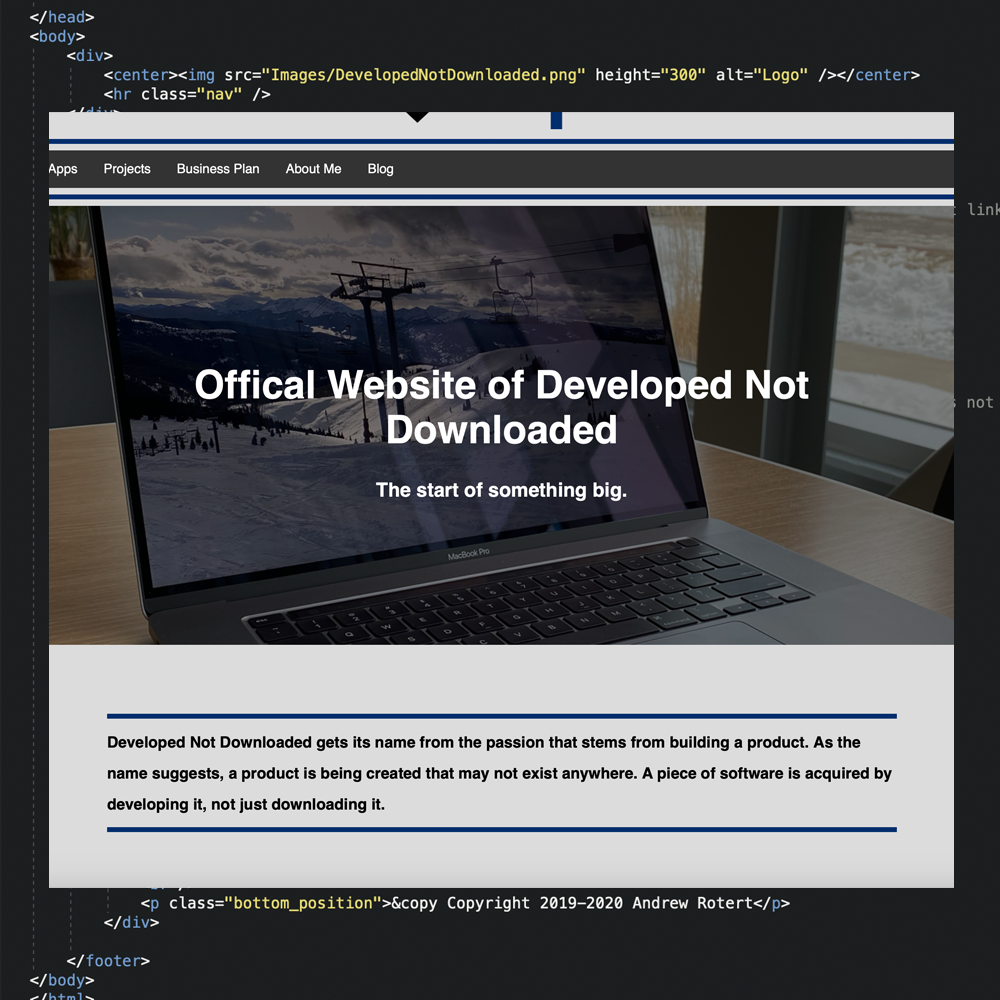 </head>
<body>
<div>
<center><img src="Images/DevelopedNotDownloaded.png" height="300" alt="Logo" /></center>
<hr class="nav" />
</div>
Apps Projects Business Plan About Me Blog
link
Offical Website of Developed Not
Downloaded
not
The start of something big.
MacBook Pro
Developed Not Downloaded gets its name from the passion that stems from building a product. As the
name suggests, a product is being created that may not exist anywhere. A piece of software is acquired by
developing it, not just downloading it.
<p class="bottom_position">&copy Copyright 2019-2020 Andrew Rotert</p>
</div>
</footer>
</body>
</html>